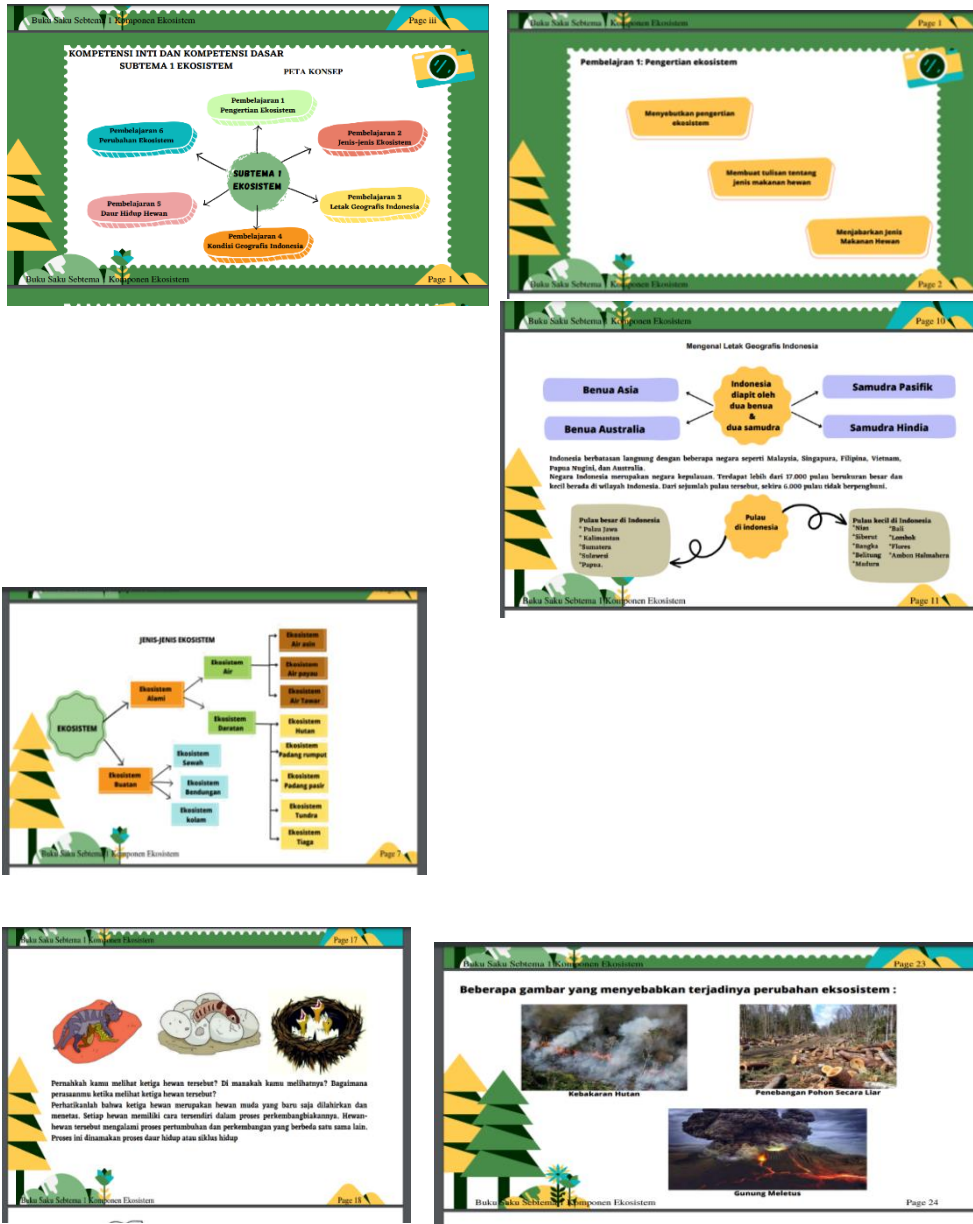 Buku Saku Sebtema 1 Komponen Ekosistem
Page iii
KOMPETENSI INTI DAN KOMPETENSI DASAR
SUBTEMA 1 EKOSISTEM
PETA KONSEP
Pembelajaran 1
Pengertian Ekosistem
Pembelajaran 6
Perubahan Ekosistem
Pembelajaran 2
Jenis-jenis Ekosistem
SUBTEMA 1
EKOSISTEM
Pembelajaran 5
Daur Hidup Hewan
Pembelajaran 3
Letak Geografis Indonesia
Pembelajaran 4
Kondisi Geografis Indonesia
Buku Saku Sebtema 1 Komponen Ekosistem
Page 1
Buku Saku Sebtema 1 Komponen Ekosistem
Page 1
Pembelajran 1: Pengertian ekosistem
Menyebutkan pengertian
ekosistem
Membuat tulisan tentang
jenis makanan hewan
Menjabarkan Jenis
Makanan Hewan
Buku Saku Sebtema 1 Komponen Ekosistem
Page 2
Buku Saku Sebtema 1 Komponen Ekosistem
Page 10
Mengenal Letak Geografis Indonesia
Benua Asia
Benua Australia
Indonesia
diapit oleh
dua benua
&
dua samudra
Samudra Pasifik
Samudra Hindia
Indonesia berbatasan langsung dengan beberapa negara seperti Malaysia, Singapura, Filipina, Vietnam,
Papua Nugini, dan Australia.
Negara Indonesia merupakan negara kepulauan. Terdapat lebih dari 17.000 pulau berukuran besar dan
kecil berada di wilayah Indonesia. Dari sejumlah pulau tersebut, sekira 6.000 pulau tidak berpenghuni.
Pulau besar di Indonesia
* Pulau Jawa
* Kalimantan
*Sumatera
*Sulawesi
*Papua.
Pulau
di indonesia
Pulau kecil di Indonesia
*Nias *Bali
*Siberut *Lombok
*Bangka *Flores
*Belitung *Ambon Halmahera
*Madura
Buku Saku Sebtema 1 Komponen Ekosistem
Page 11
JENIS-JENIS EKOSISTEM
EKOSISTEM
Ekosistem
Alami
Ekosistem
Buatan
Ekosistem
Air
Ekosistem
Daratan
Ekosistem
Sawah
Ekosistem
Bendungan
Ekosistem
kolam
Ekosistem
Air asin
Ekosistem
Air payau
Ekosistem
Air Tawar
Ekosistem
Hutan
Ekosistem
Padang rumput
Ekosistem
Padang pasir
Ekosistem
Tundra
Ekosistem
Tiaga
Buku Saku Sebtema 1 Komponen Ekosistem
Page 7
Buku Saku Sebtema 1 Komponen Ekosistem
Page 17
Pernahkah kamu melihat ketiga hewan tersebut? Di manakah kamu melihatnya? Bagaimana
perasaanmu ketika melihat ketiga hewan tersebut?
Perhatikanlah bahwa ketiga hewan merupakan hewan muda yang baru saja dilahirkan dan
menetas. Setiap hewan memiliki cara tersendiri dalam proses perkembangbiakannya. Hewan-
hewan tersebut mengalami proses pertumbuhan dan perkembangan yang berbeda satu sama lain.
Proses ini dinamakan proses daur hidup atau siklus hidup
Buku Saku Sebtema 1 Komponen Ekosistem
Page 18
Buku Saku Sebtema 1 Komponen Ekosistem
Page 23
Beberapa gambar yang menyebabkan terjadinya perubahan eksosistem :
Kebakaran Hutan
Penebangan Pohon Secara Liar
Gunung Meletus
Buku Saku Sebtema 1 Komponen Ekosistem
Page 24